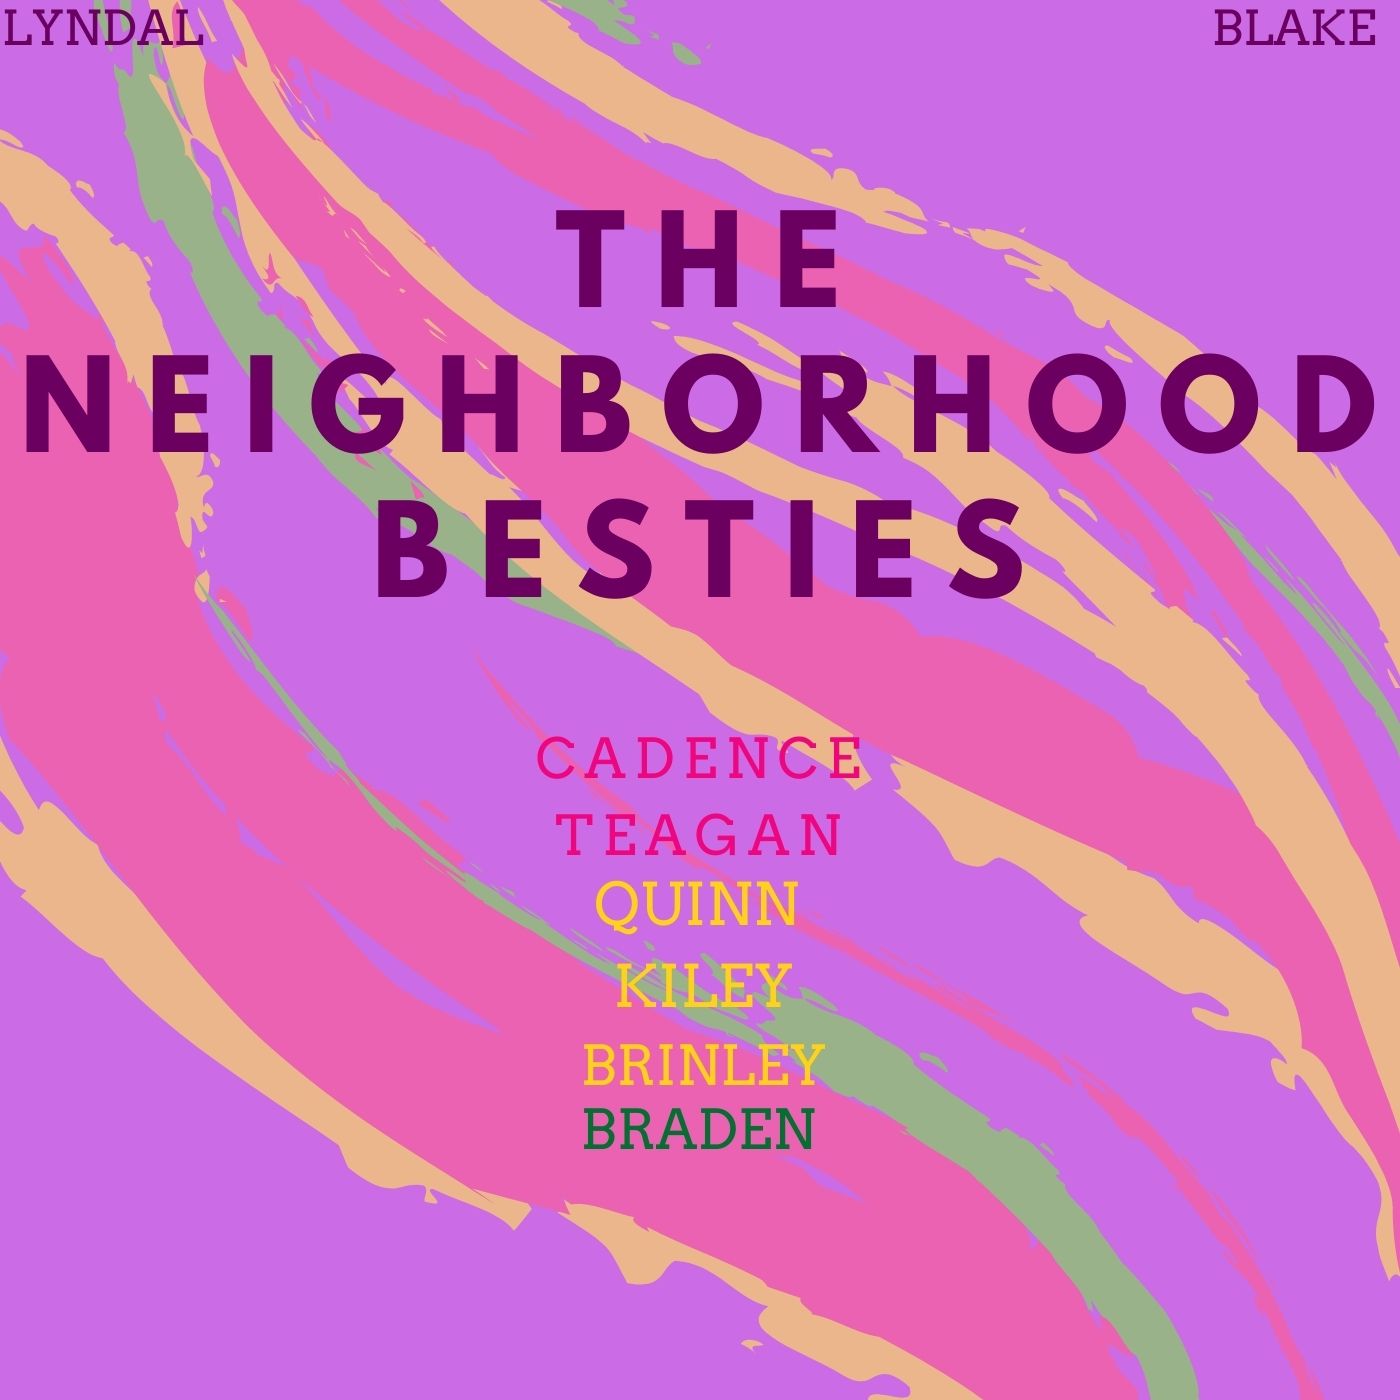 LYNDAL
BLAKE
THE
NEIGHBORHOOD
BESTIES
CADENCE
TEAGAN
QUINN
KILEY
BRINLEY
BRADEN